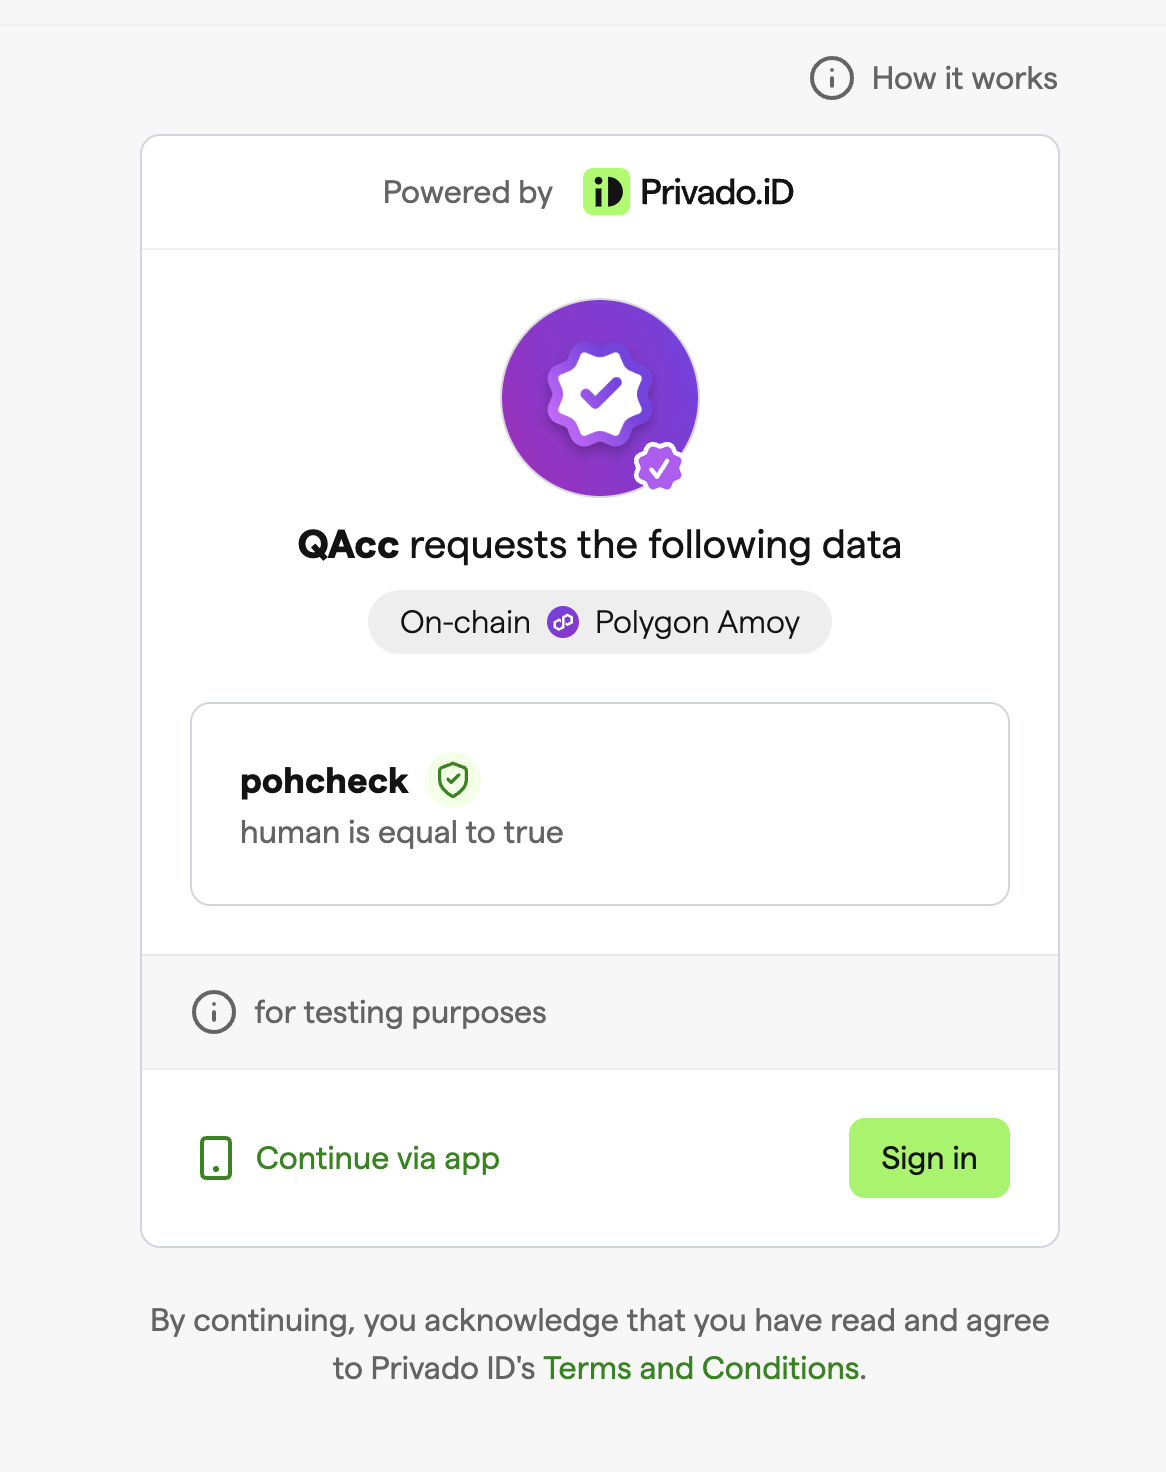 How it works
Powered by iD Privado.iD
QAcc requests the following data
On-chain Polygon Amoy
pohcheck
human is equal to true
for testing purposes
Continue via app
Sign in
By continuing, you acknowledge that you have read and agree
to Privado ID's Terms and Conditions.